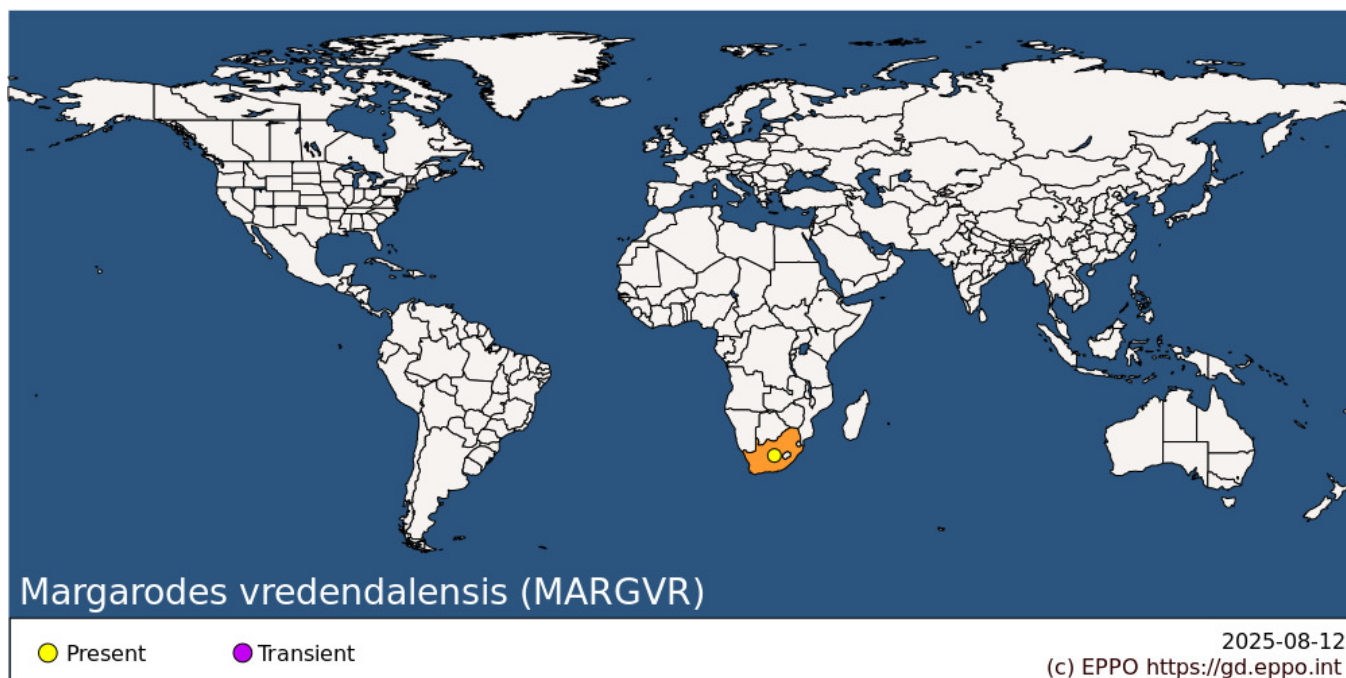 Margarodes vredendalensis (MARGVR)
Present
Transient
2025-08-12
(c) EPPO https://gd.eppo.int